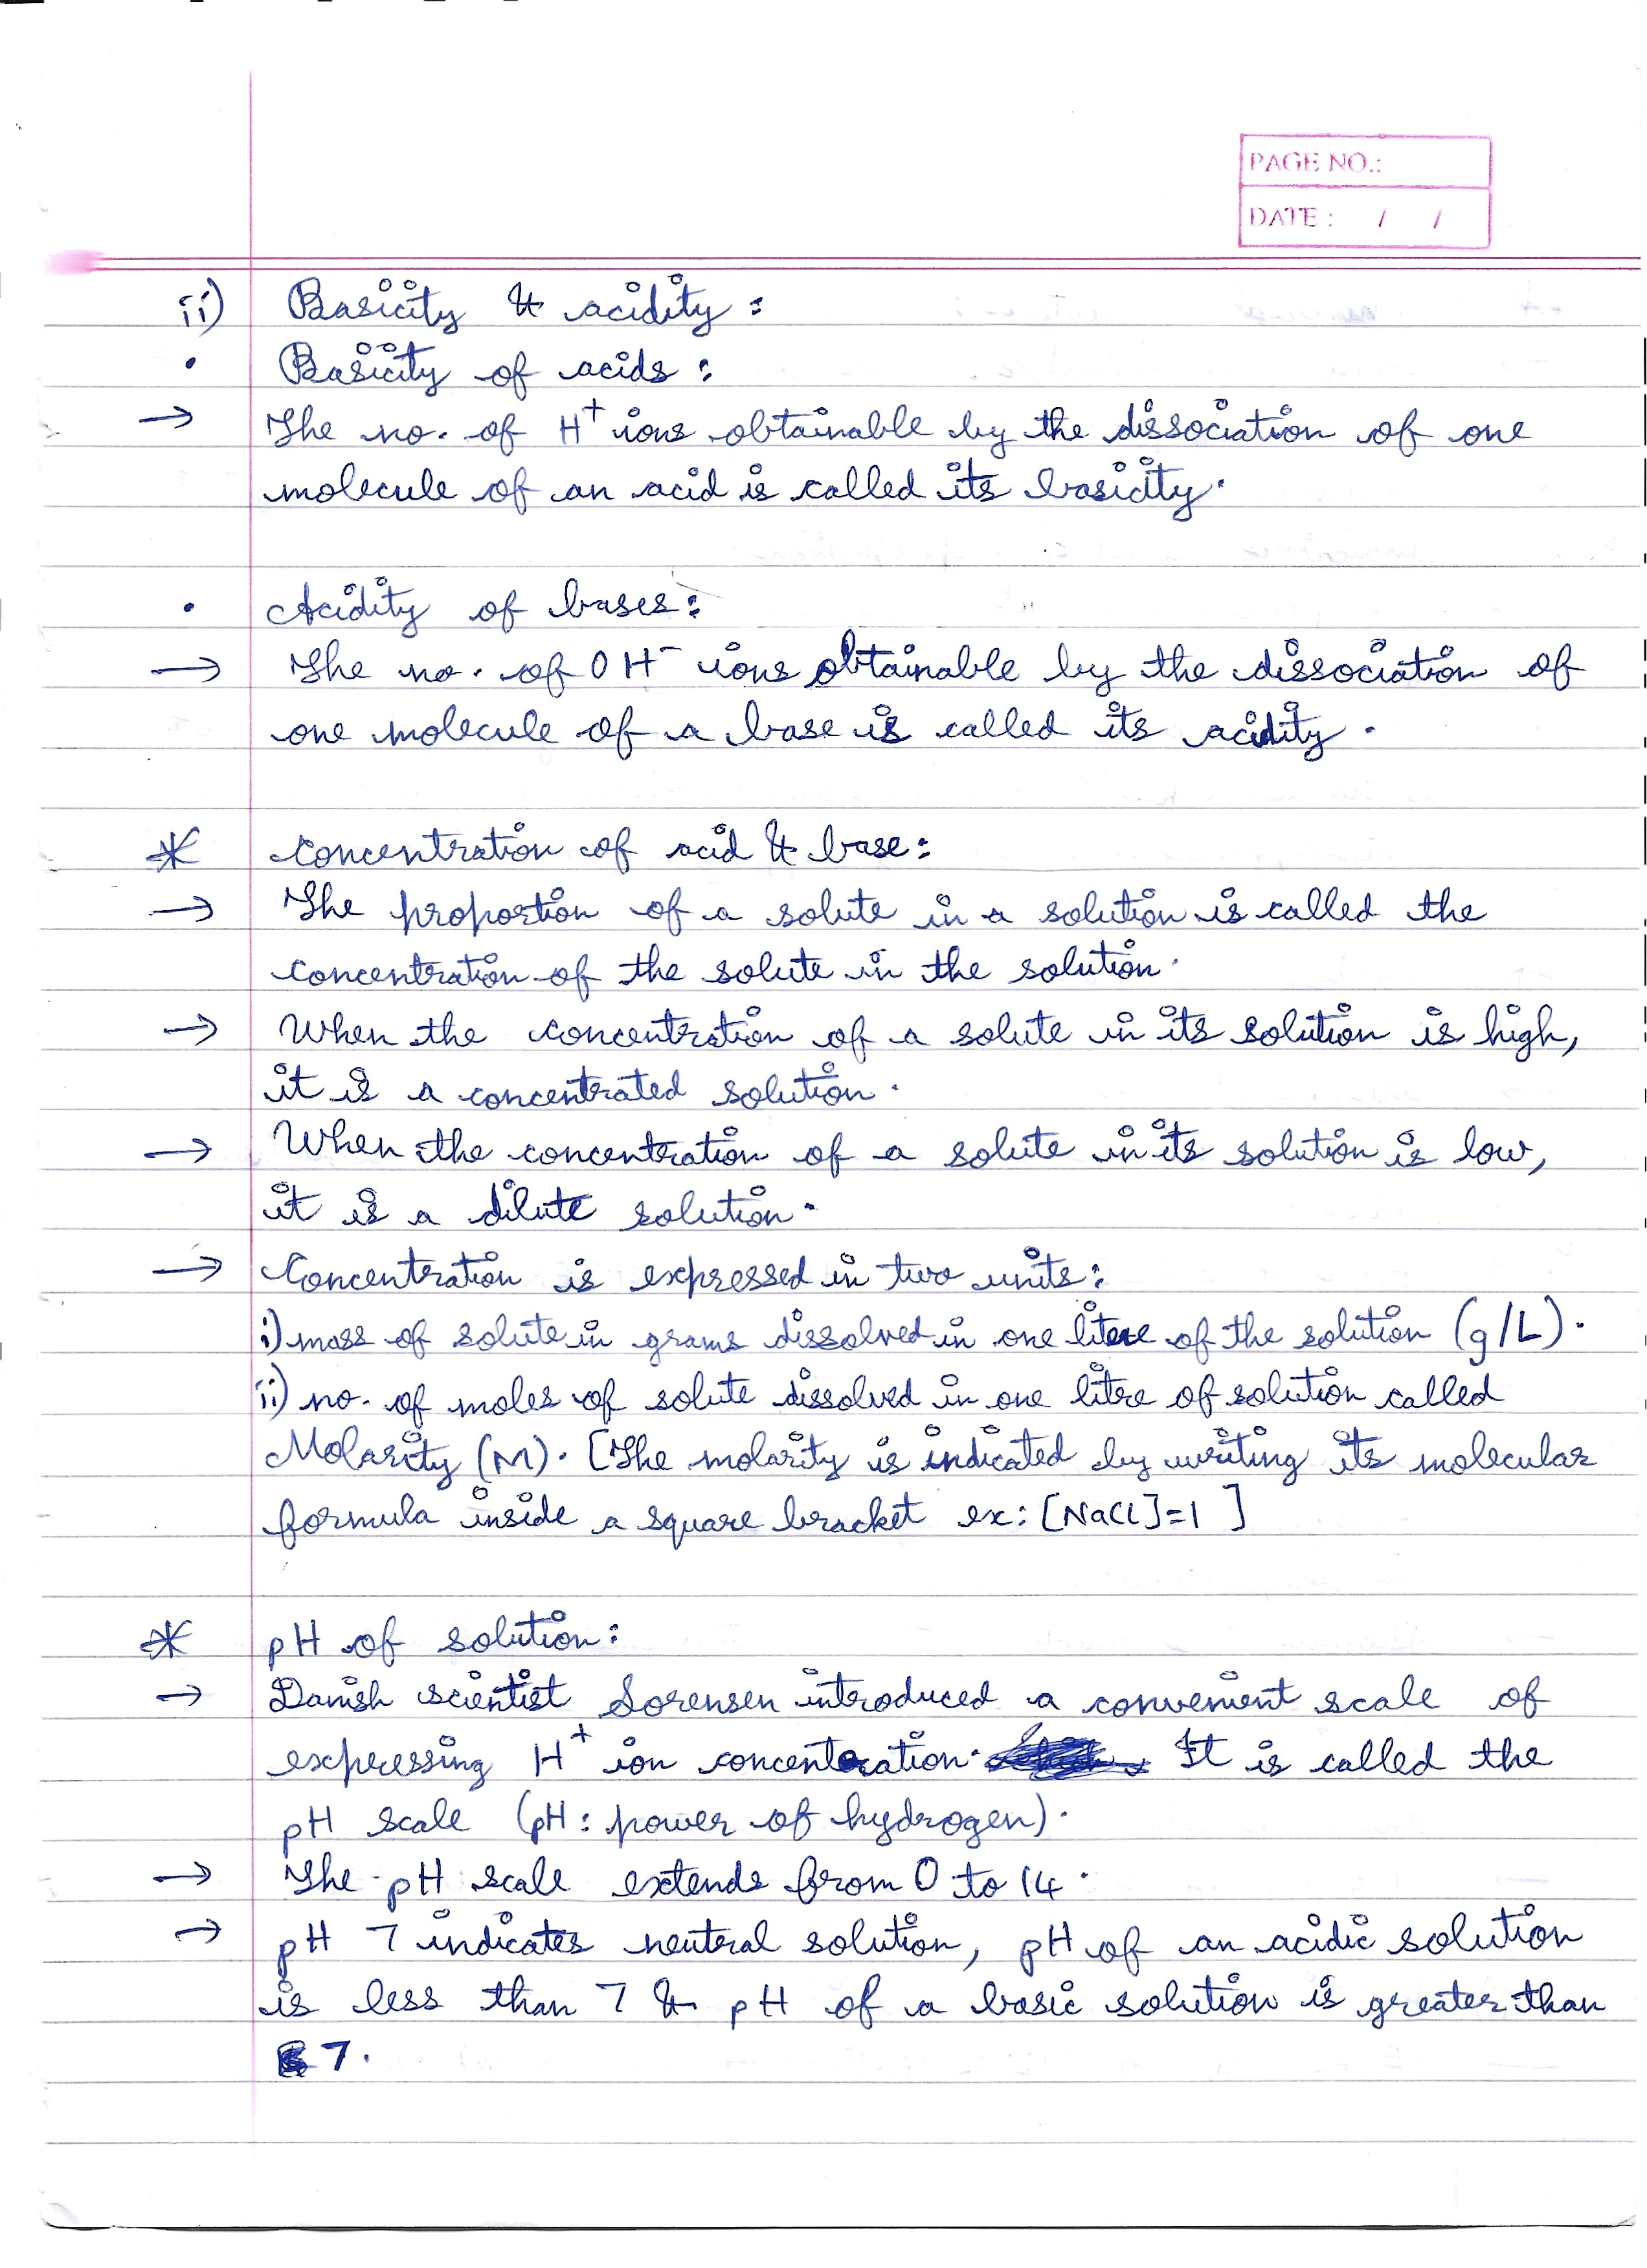 PAGE NO.:
DATE : / /
ii) Basicity & acidity :
• Basicity of acids :
→ The no. of H⁺ ions obtainable by the dissociation of one
molecule of an acid is called its basicity.
• Acidity of bases :
→ The no. of OH⁻ ions obtainable by the dissociation of
one molecule of a base is called its acidity.
* Concentration of acid & base :
→ The proportion of a solute in a solution is called the
concentration of the solute in the solution.
→ When the concentration of a solute in its solution is high,
it is a concentrated solution.
→ When the concentration of a solute in its solution is low,
it is a dilute solution.
→ Concentration is expressed in two units :
i) mass of solute in grams dissolved in one litre of the solution (g/L).
ii) no. of moles of solute dissolved in one litre of solution called
Molarity (M). [The molarity is indicated by writing its molecular
formula inside a square bracket ex: [NaCl]=1 ]
* pH of solution :
→ Danish scientist Sorensen introduced a convenient scale of
expressing H⁺ ion concentration. It is called the
pH scale (pH : power of hydrogen).
→ The pH scale extends from 0 to 14.
→ pH 7 indicates neutral solution, pH of an acidic solution
is less than 7 & pH of a basic solution is greater than
7.